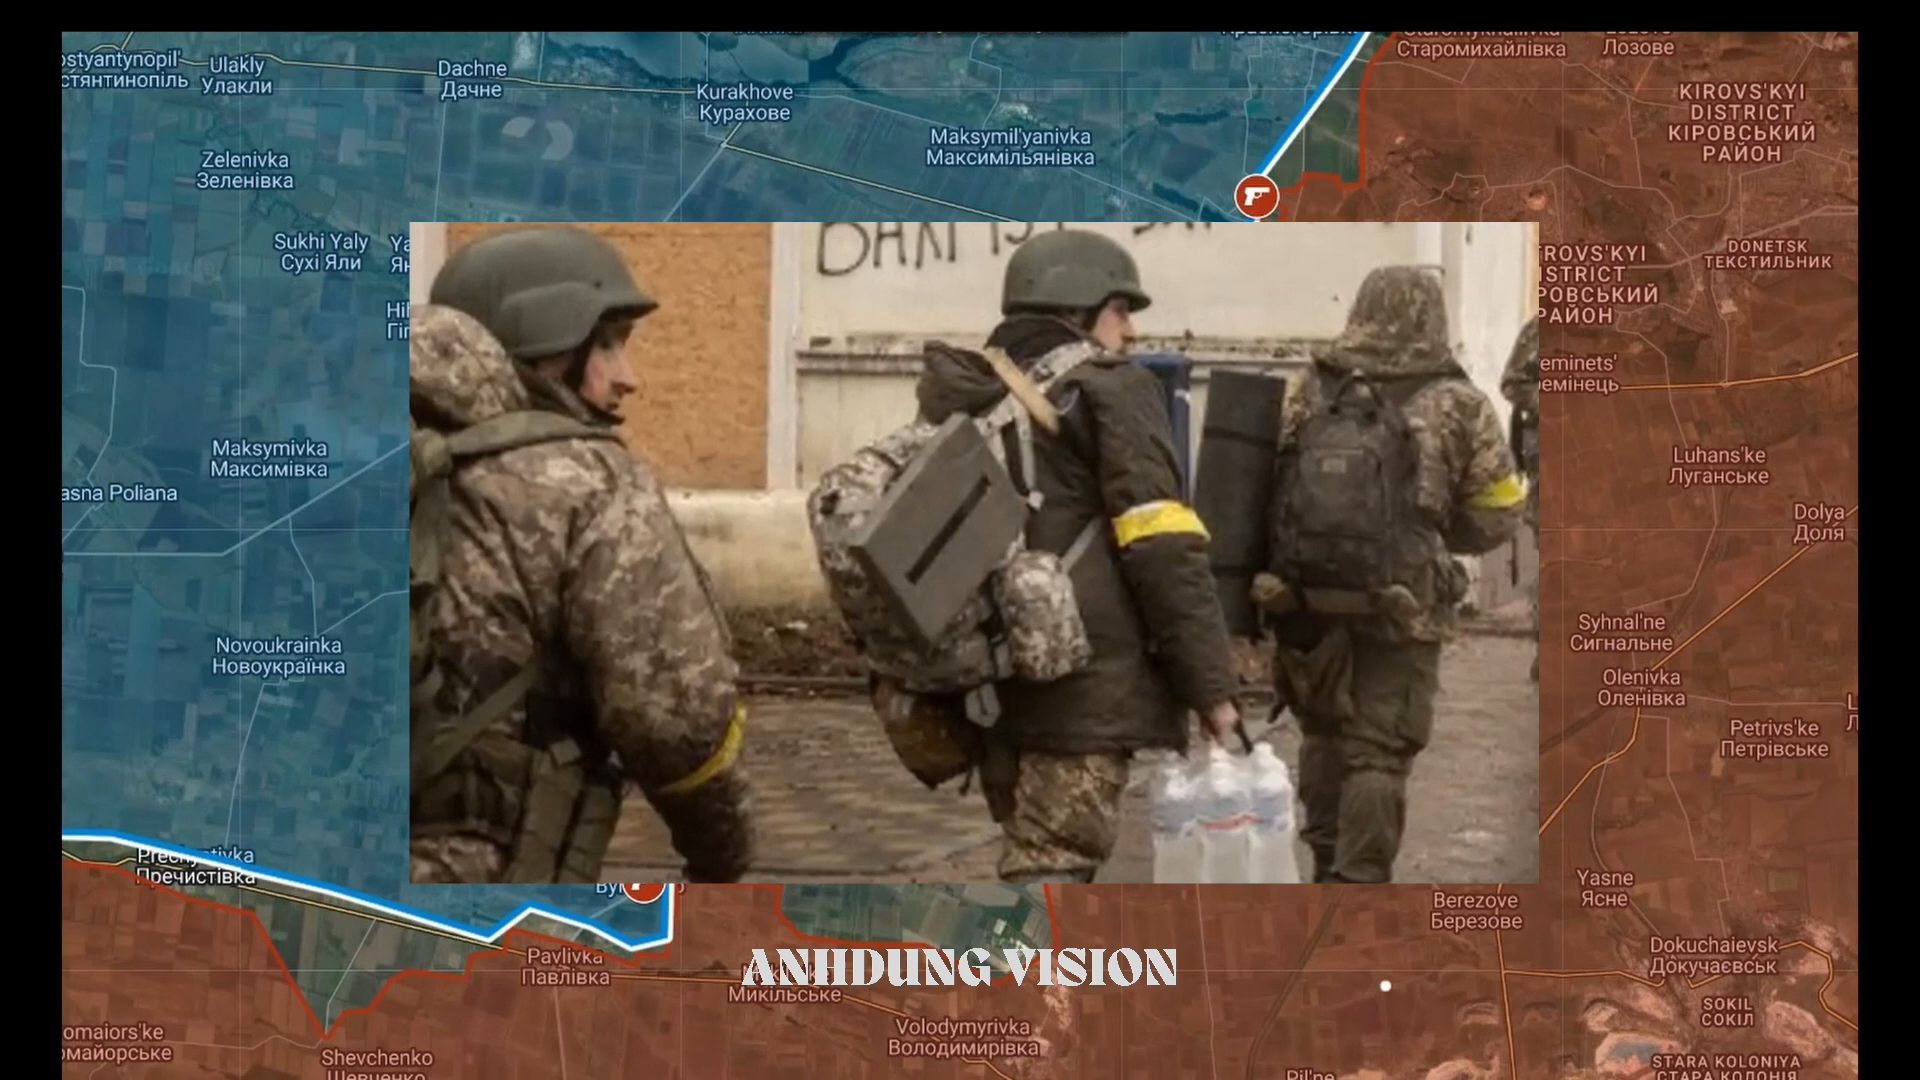 Ulakly
Улакли
Dachne
Дачне
Kurakhove
Курахове
Maksymil'yanivka
Максимільянівка
Старомихайлівка
Лозове
KIROVS'KYI
DISTRICT
КІРОВСЬКИЙ
РАЙОН
Zelenivka
Зеленівка
Sukhi Yaly
Сухі Яли
DONETSK
ТЕКСТИЛЬНИК
Maksymivka
Максимівка
Luhans'ke
Луганське
Dolya
Доля
Novoukrainka
Новоукраїнка
Syhnal'ne
Сигнальне
Olenivka
Оленівка
Petrivs'ke
Петрівське
Пречистівка
Yasne
Ясне
Berezove
Березове
Pavlivka
Павлівка
ANHDUNG VISION
Микільське
Dokuchaievsk
Докучаєвськ
SOKIL
СОКІЛ
Volodymyrivka
Володимирівка
Shevchenko
STARA KOLONIYA